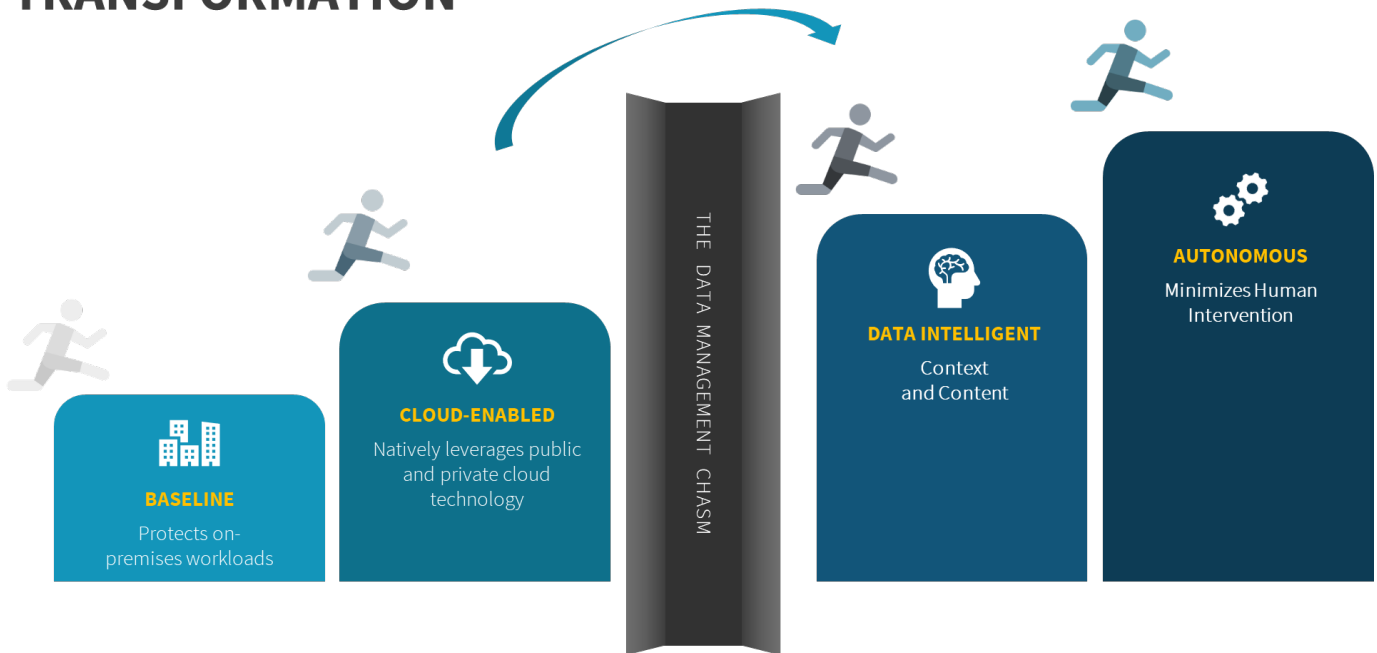 TRANSFORMATION
BASELINE
Protects on-
premises workloads
CLOUD-ENABLED
Natively leverages public
and private cloud
technology
THE DATA MANAGEMENT CHASM
DATA INTELLIGENT
Context
and Content
AUTONOMOUS
Minimizes Human
Intervention